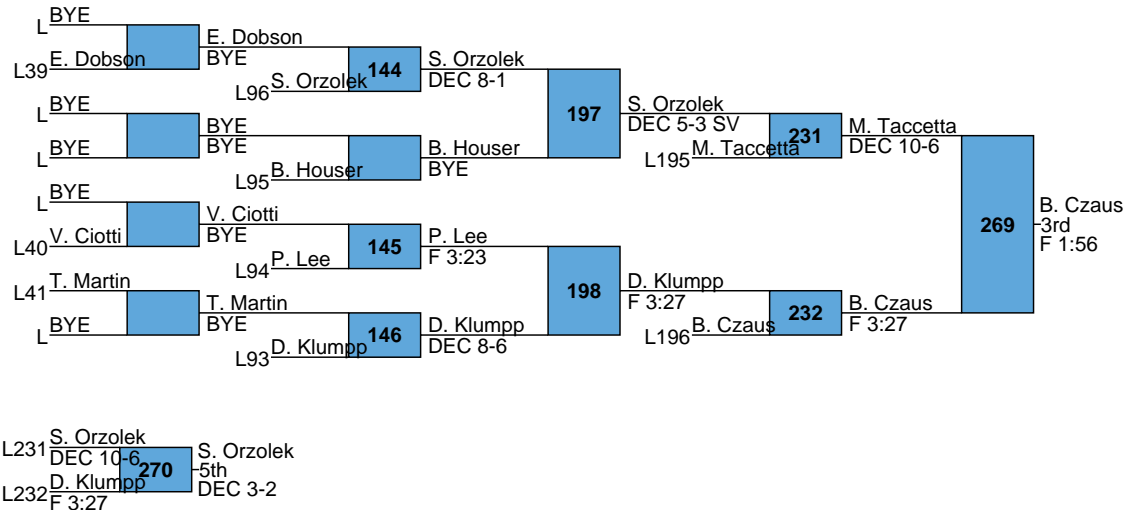 L BYE
L39 E. Dobson
E. Dobson
BYE
L96 S. Orzolek
144
S. Orzolek
DEC 8-1
L BYE
L BYE
BYE
BYE
L95 B. Houser
B. Houser
BYE
197
S. Orzolek
DEC 5-3 SV
L195 M. Taccetta
231
M. Taccetta
DEC 10-6
L BYE
L40 V. Ciotti
V. Ciotti
BYE
L94 P. Lee
145
P. Lee
F 3:23
L41 T. Martin
L BYE
T. Martin
BYE
L93 D. Klumpp
146
D. Klumpp
DEC 8-6
198
D. Klumpp
F 3:27
L196 B. Czaus
232
B. Czaus
F 3:27
269
B. Czaus
3rd
F 1:56
L231 S. Orzolek
DEC 10-6
L232 D. Klumpp
F 3:27
270
S. Orzolek
5th
DEC 3-2